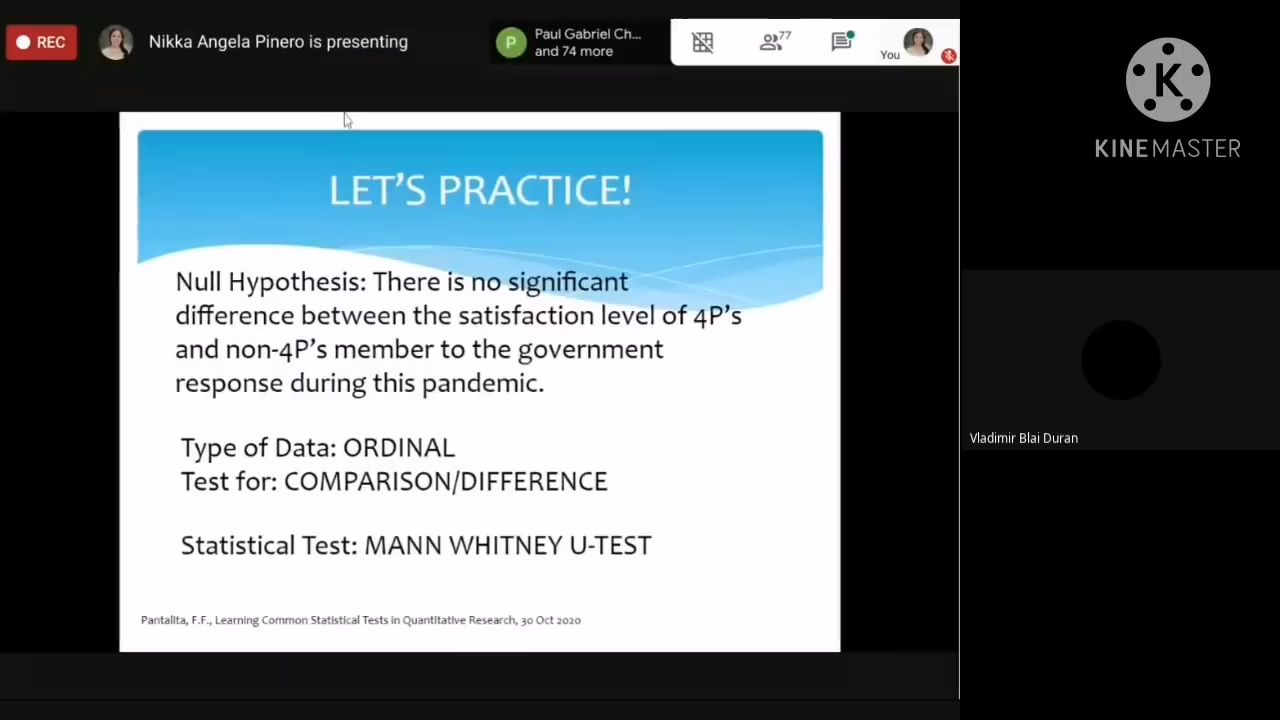 REC
Nikka Angela Pinero is presenting
P
Paul Gabriel Ch...
and 74 more
77
You
K
KINEMASTER
LET'S PRACTICE!
Null Hypothesis: There is no significant
difference between the satisfaction level of 4P's
and non-4P's member to the government
response during this pandemic.
Type of Data: ORDINAL
Test for: COMPARISON/DIFFERENCE
Statistical Test: MANN WHITNEY U-TEST
Pantalita, F.F., Learning Common Statistical Tests in Quantitative Research, 30 Oct 2020
Vladimir Blai Duran